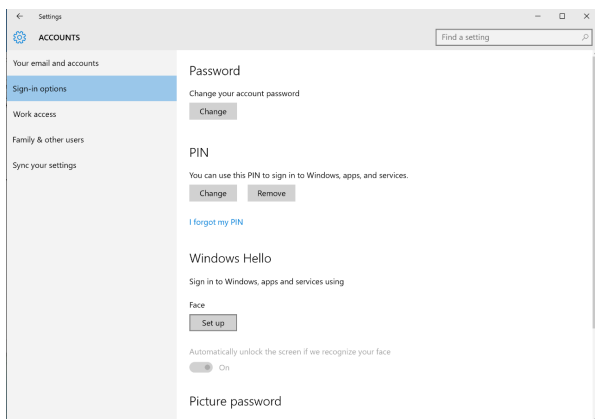 Settings
ACCOUNTS
Find a setting
Your email and accounts
Sign-in options
Work access
Family & other users
Sync your settings
Password
Change your account password
Change
PIN
You can use this PIN to sign in to Windows, apps, and services.
Change Remove
I forgot my PIN
Windows Hello
Sign in to Windows, apps and services using
Face
Set up
Automatically unlock the screen if we recognize your face
On
Picture password